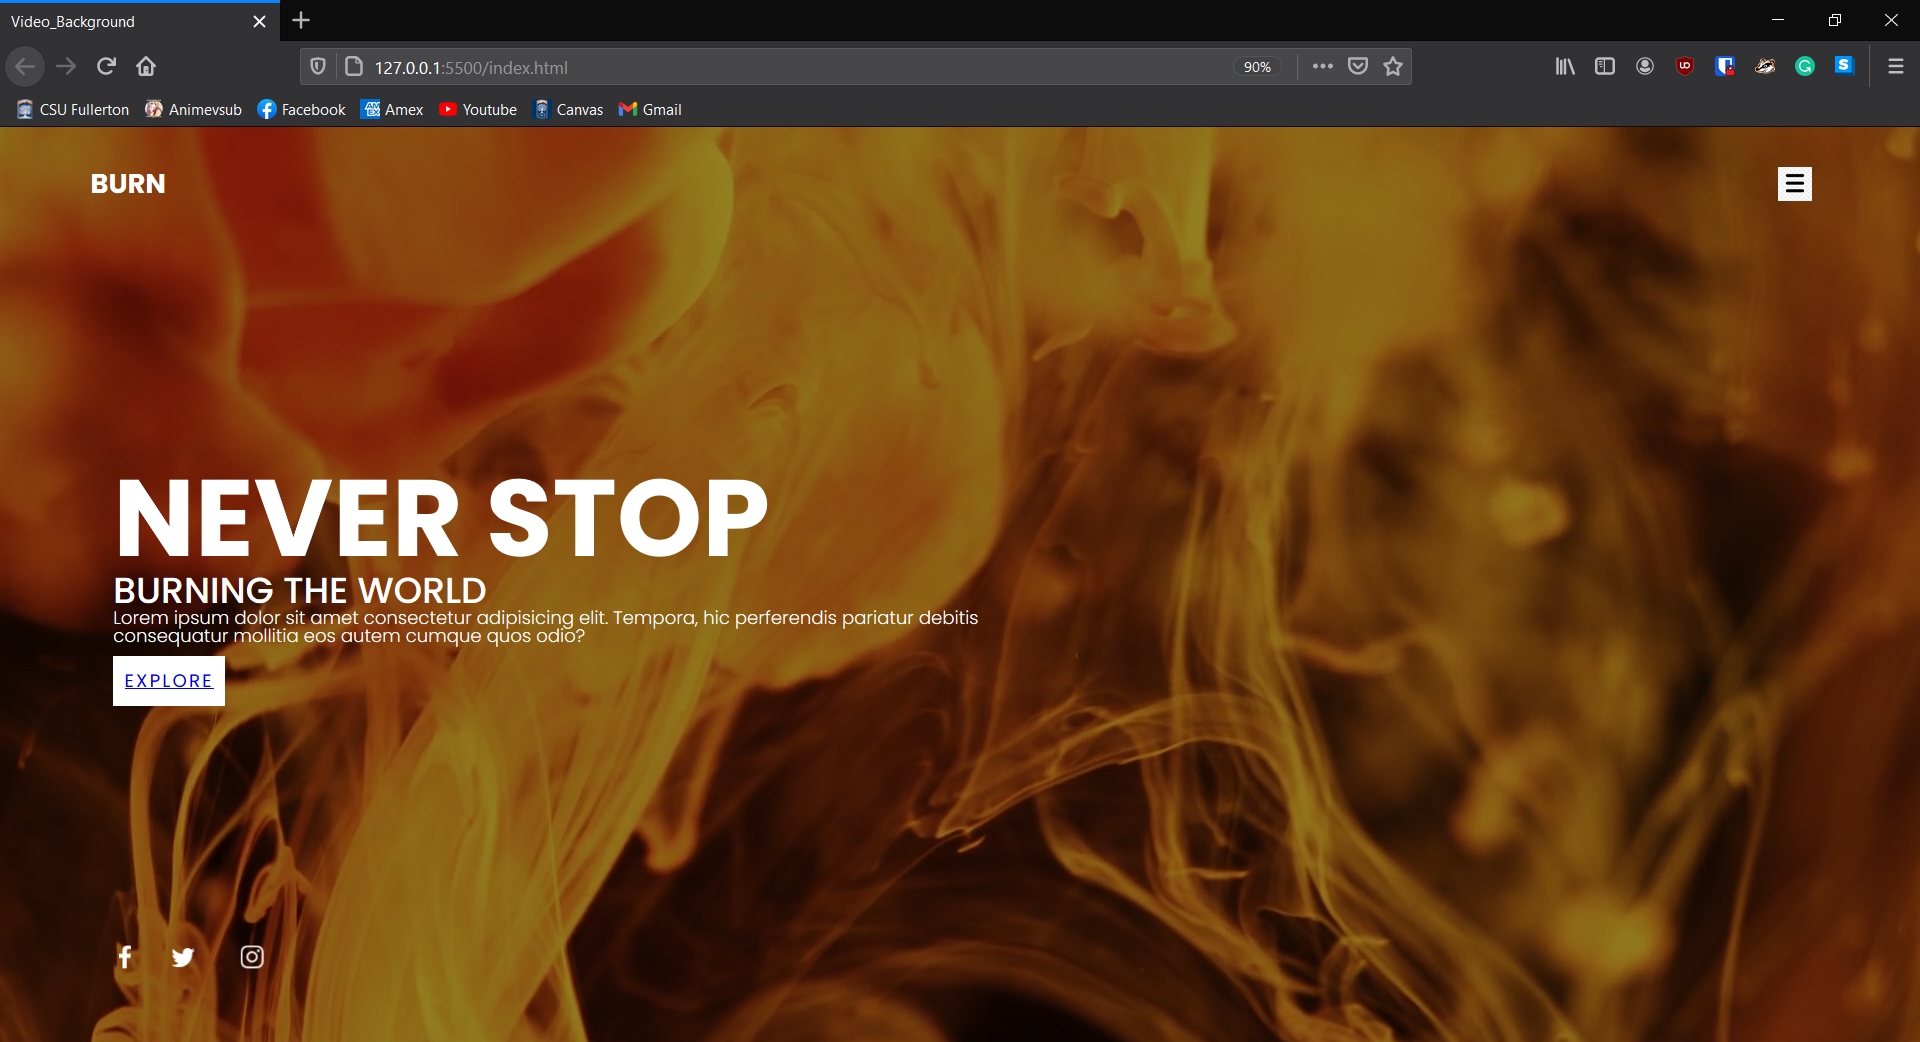 Video_Background
127.0.0.1:5500/index.html
90%
CSU Fullerton
Animevsub
Facebook
Amex
Youtube
Canvas
Gmail
BURN
NEVER STOP
BURNING THE WORLD
Lorem ipsum dolor sit amet consectetur adipisicing elit. Tempora, hic perferendis pariatur debitis
consequatur mollitia eos autem cumque quos odio?
EXPLORE